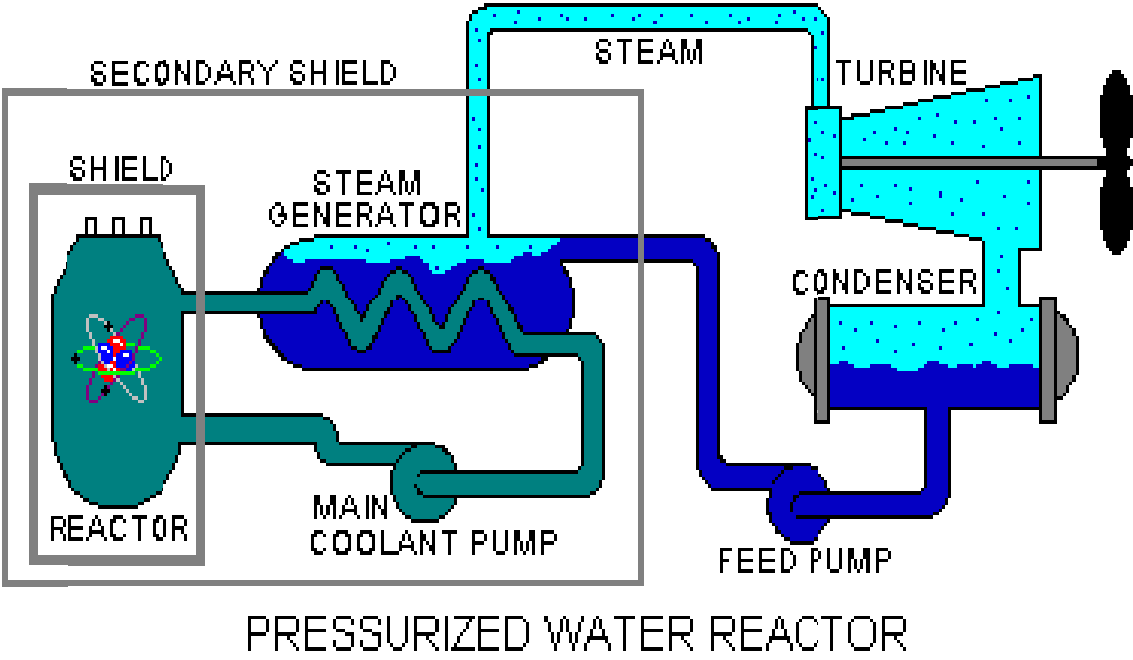 STEAM
SECONDARY SHIELD
TURBINE
SHIELD
STEAM
GENERATOR
CONDENSER
REACTOR
MAIN
COOLANT PUMP
FEED PUMP
PRESSURIZED WATER REACTOR